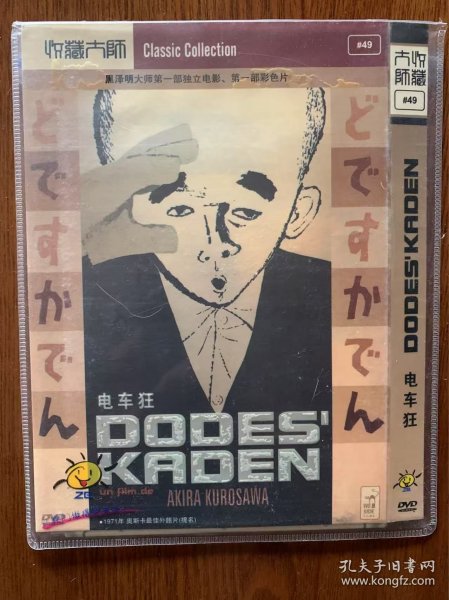 收藏大师
Classic Collection
#49
黑泽明大师第一部独立电影、第一部彩色片
どですかでん
どですかでん
电车狂
DODES'
KADEN
un film de
AKIRA KUROSAWA
DVD
●1971年 奥斯卡最佳外语片(提名)
收藏大师
#49
DODES'KADEN
电车狂
DVD
孔夫子旧书网
www.kongfz.com